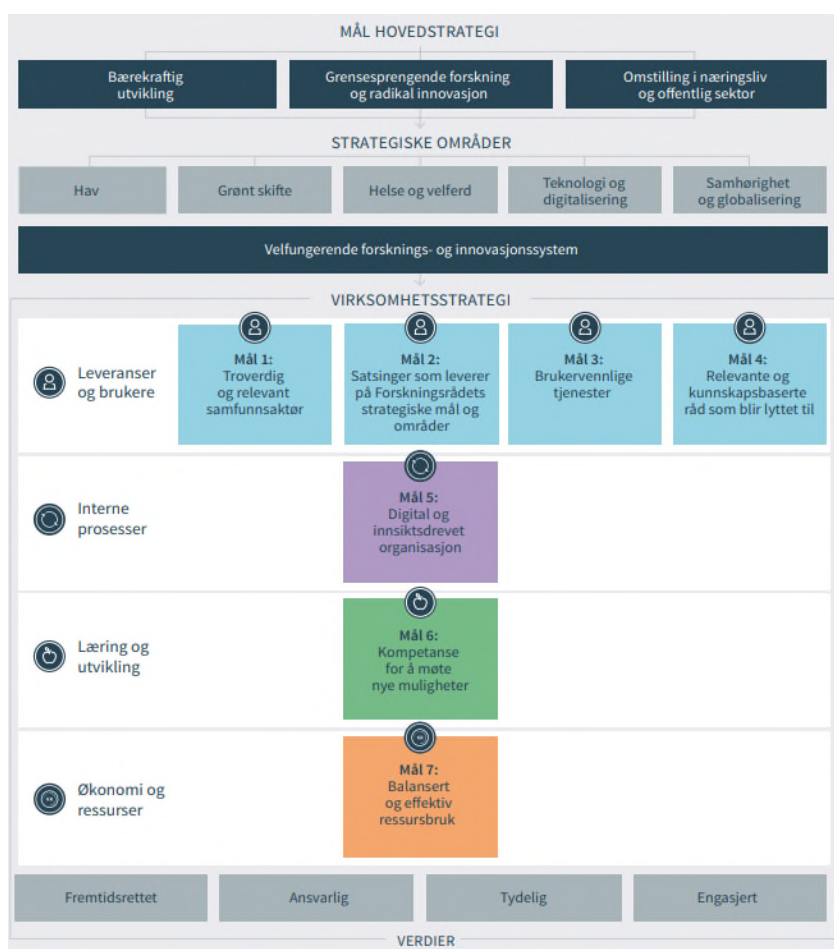 MÅL HOVEDSTRATEGI
Bærekraftig
utvikling
Grensesprengende forskning
og radikal innovasjon
Omstilling i næringsliv
og offentlig sektor
STRATEGISKE OMRÅDER
Hav
Grønt skifte
Helse og velferd
Teknologi og
digitalisering
Samhørighet
og globalisering
Velfungerende forsknings- og innovasjonssystem
VIRKSOMHETSSTRATEGI
Leveranser
og brukere
Mål 1:
Troverdig
og relevant
samfunnsaktør
Mål 2:
Satsinger som leverer
på Forskningsrådets
strategiske mål og
områder
Mål 3:
Brukervennlige
tjenester
Mål 4:
Relevante og
kunnskapsbaserte
råd som blir lyttet til
Interne
prosesser
Mål 5:
Digital og
innsiktsdrevet
organisasjon
Læring og
utvikling
Mål 6:
Kompetanse
for å møte
nye muligheter
Økonomi og
ressurser
Mål 7:
Balansert
og effektiv
ressursbruk
Fremtidsrettet
Ansvarlig
Tydelig
Engasjert
VERDIER